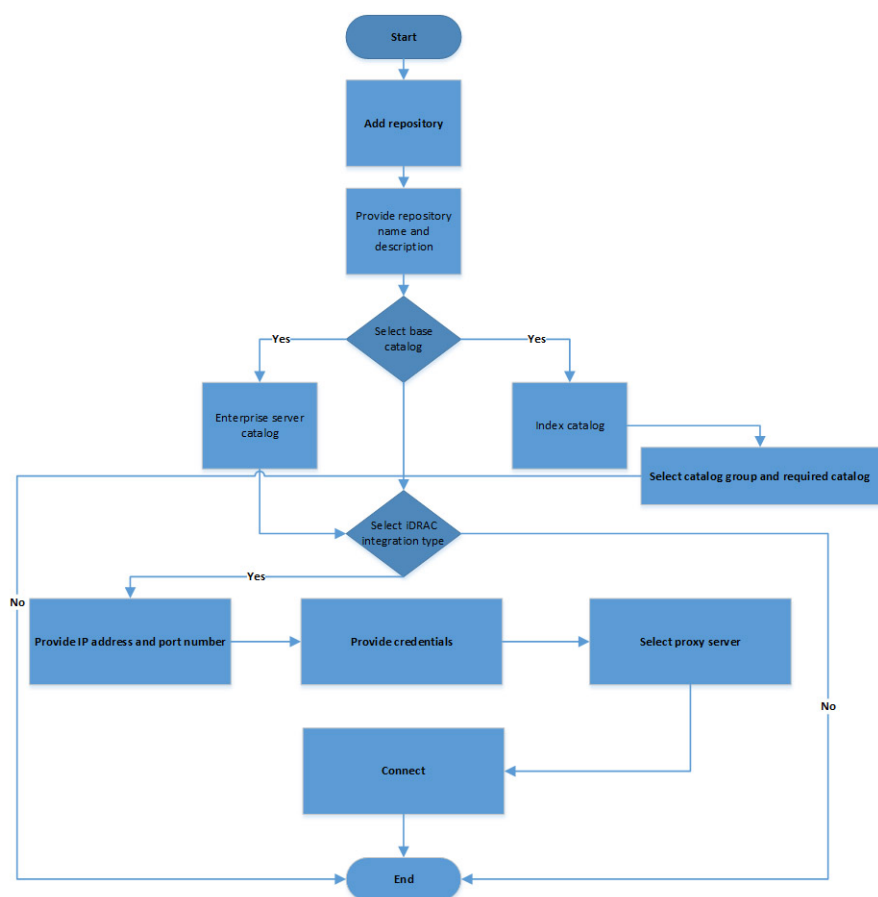 Start
Add repository
Provide repository
name and
description
Select base
catalog
Yes
Yes
Enterprise server
catalog
Index catalog
Select catalog group and required catalog
Select iDRAC
integration type
Yes
No
Provide IP address and port number
Provide credentials
Select proxy server
No
Connect
End